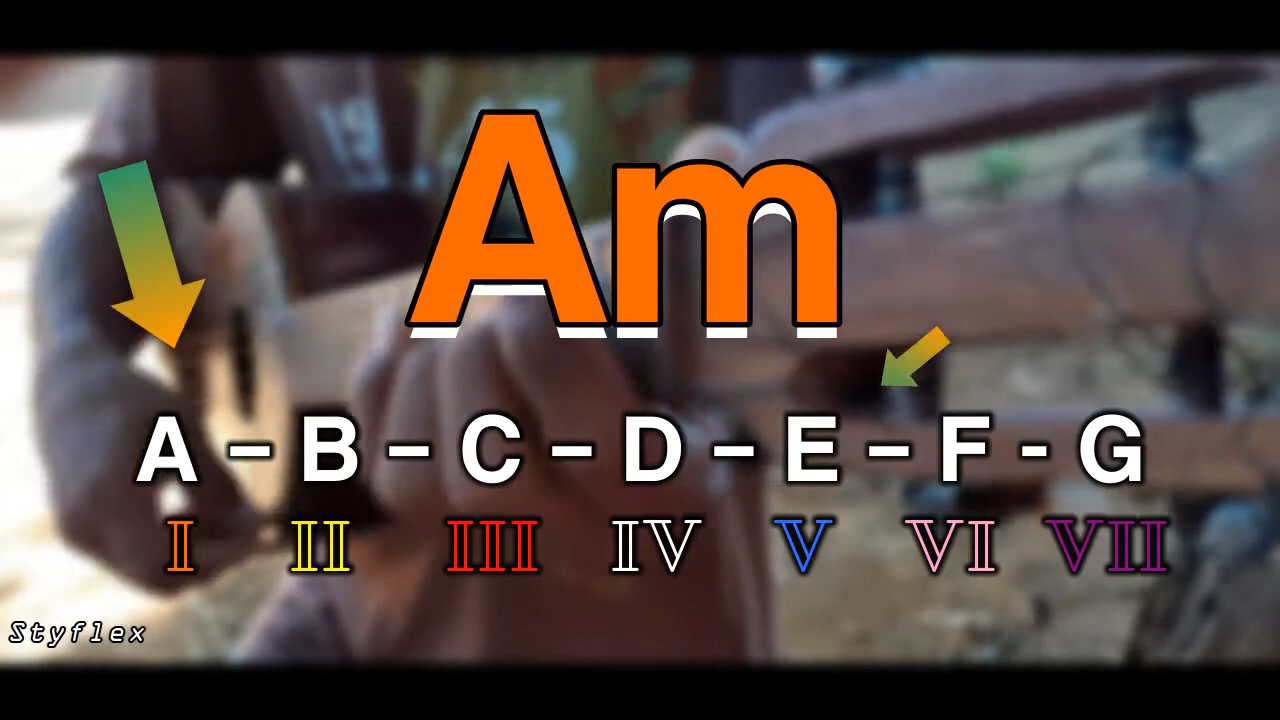 Am
A – B – C – D – E – F - G
I II III IV V VI VII
Styflex